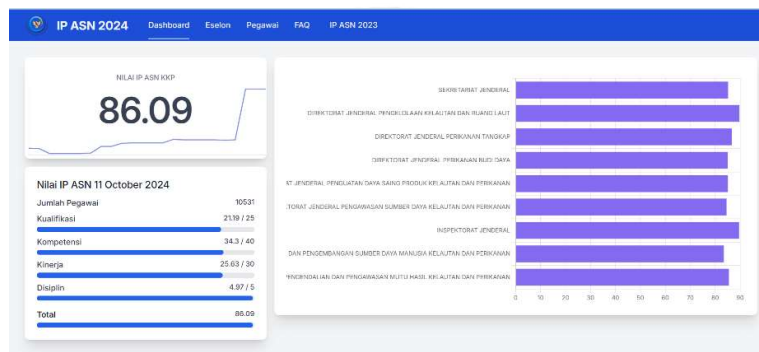 IP ASN 2024 Dashboard Eselon Pegawai FAQ IP ASN 2023
NILAI IP ASN KKP
86.09
Nilai IP ASN 11 October 2024
Jumlah Pegawai 10531
Kualifikasi 21.19 / 25
Kompetensi 34.3 / 40
Kinerja 25.63 / 30
Disiplin 4.97 / 5
Total 86.09
SEKRETARIAT JENDERAL
DIREKTORAT JENDERAL PENGELOLAAN KELAUTAN DAN RUANG LAUT
DIREKTORAT JENDERAL PERIKANAN TANGKAP
DIREKTORAT JENDERAL PERIKANAN BUDI DAYA
AT JENDERAL PENGUATAN DAYA SAING PRODUK KELAUTAN DAN PERIKANAN
TORAT JENDERAL PENGAWASAN SUMBER DAYA KELAUTAN DAN PERIKANAN
INSPEKTORAT JENDERAL
DAN PENGEMBANGAN SUMBER DAYA MANUSIA KELAUTAN DAN PERIKANAN
PENGENDALIAN DAN PENGAWASAN MUTU HASIL KELAUTAN DAN PERIKANAN
0 10 20 30 40 50 60 70 80 90